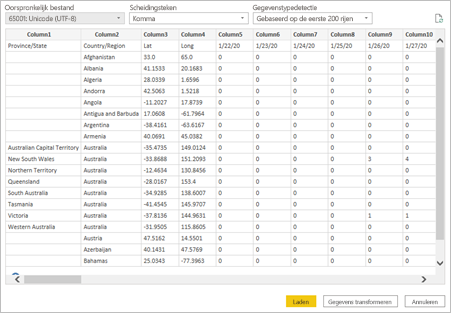 Oorspronkelijk bestand Scheidingsteken Gegevenstypedetectie
65001: Unicode (UTF-8) Komma Gebaseerd op de eerste 200 rijen
Column1 Column2 Column3 Column4 Column5 Column6 Column7 Column8 Column9 Column10
Province/State Country/Region Lat Long 1/22/20 1/23/20 1/24/20 1/25/20 1/26/20 1/27/20
Afghanistan 33.0 65.0 0 0 0 0 0 0
Albania 41.1533 20.1683 0 0 0 0 0 0
Algeria 28.0339 1.6596 0 0 0 0 0 0
Andorra 42.5063 1.5218 0 0 0 0 0 0
Angola -11.2027 17.8739 0 0 0 0 0 0
Antigua and Barbuda 17.0608 -61.7964 0 0 0 0 0 0
Argentina -38.4161 -63.6167 0 0 0 0 0 0
Armenia 40.0691 45.0382 0 0 0 0 0 0
Australian Capital Territory Australia -35.4735 149.0124 0 0 0 0 0 0
New South Wales Australia -33.8688 151.2093 0 0 0 0 3 4
Northern Territory Australia -12.4634 130.8456 0 0 0 0 0 0
Queensland Australia -28.0167 153.4 0 0 0 0 0 0
South Australia Australia -34.9285 138.6007 0 0 0 0 0 0
Tasmania Australia -41.4545 145.9707 0 0 0 0 0 0
Victoria Australia -37.8136 144.9631 0 0 0 0 1 1
Western Australia Australia -31.9505 115.8605 0 0 0 0 0 0
Austria 47.5162 14.5501 0 0 0 0 0 0
Azerbaijan 40.1431 47.5769 0 0 0 0 0 0
Bahamas 25.0343 -77.3963 0 0 0 0 0 0
Laden Gegevens transformeren Annuleren